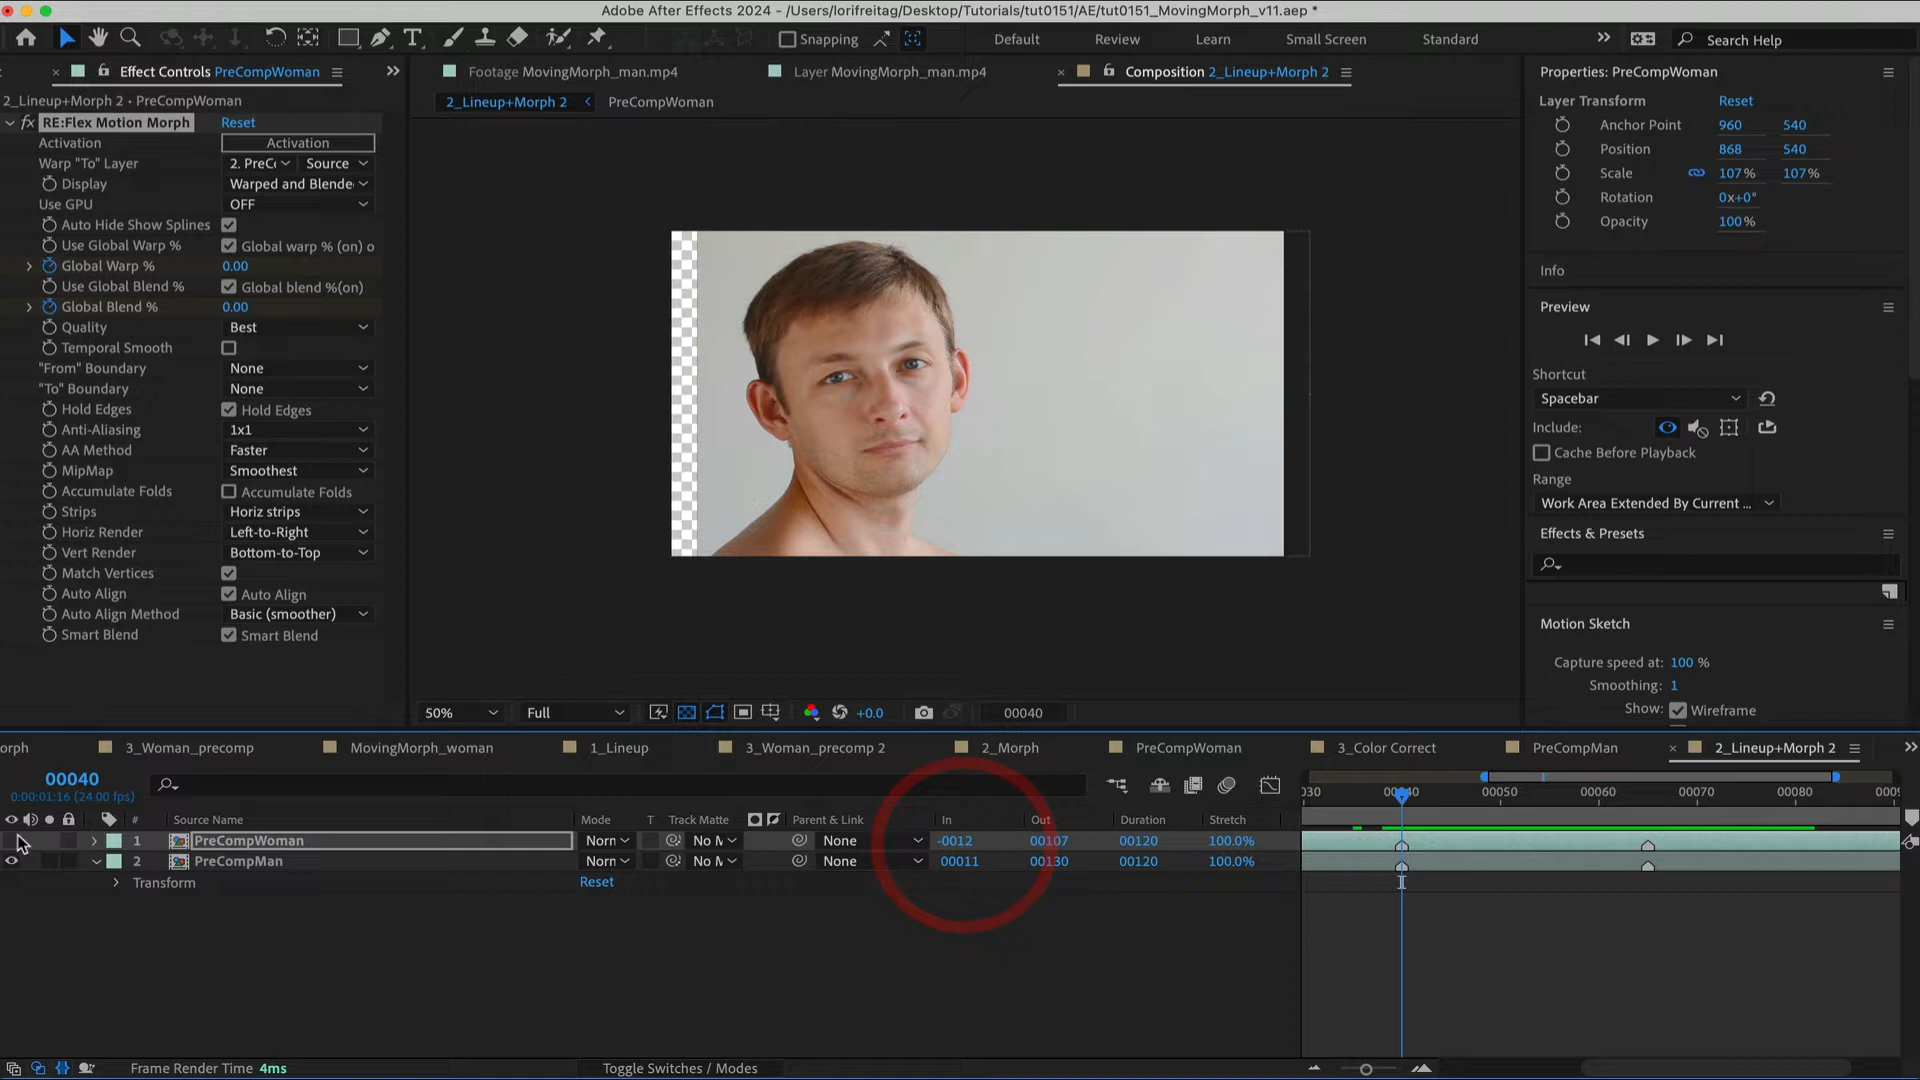 Adobe After Effects 2024 - /Users/lorifreitag/Desktop/Tutorials/tut0151/AE/tut0151_MovingMorph_v11.aep *
Snapping
Default
Review
Learn
Small Screen
Standard
Search Help
Effect Controls PreCompWoman
Footage MovingMorph_man.mp4
Layer MovingMorph_man.mp4
Composition 2_Lineup+Morph 2
Properties: PreCompWoman
2_Lineup+Morph 2 • PreCompWoman
2_Lineup+Morph 2
PreCompWoman
Layer Transform Reset
Anchor Point 960 540
Position 868 540
Scale 107% 107%
Rotation 0x+0°
Opacity 100%
fx RE:Flex Motion Morph Reset
Activation Activation
Warp "To" Layer 2. PreC Source
Display Warped and Blende
Use GPU OFF
Auto Hide Show Splines
Use Global Warp % Global warp % (on) o
Global Warp % 0.00
Use Global Blend % Global blend %(on)
Global Blend % 0.00
Quality Best
Temporal Smooth
"From" Boundary None
"To" Boundary None
Hold Edges Hold Edges
Anti-Aliasing 1x1
AA Method Faster
MipMap Smoothest
Accumulate Folds Accumulate Folds
Strips Horiz strips
Horiz Render Left-to-Right
Vert Render Bottom-to-Top
Match Vertices
Auto Align Auto Align
Auto Align Method Basic (smoother)
Smart Blend Smart Blend
Info
Preview
Shortcut
Spacebar
Include:
Cache Before Playback
Range
Work Area Extended By Current ...
Effects & Presets
Motion Sketch
Capture speed at: 100 %
Smoothing: 1
Show: Wireframe
50% Full +0.0 00040
orph
3_Woman_precomp
MovingMorph_woman
1_Lineup
3_Woman_precomp 2
2_Morph
PreCompWoman
3_Color Correct
PreCompMan
2_Lineup+Morph 2
00040
0:00:01:16 (24.00 fps)
030 00040 00050 00060 00070 00080 0009
# Source Name Mode T Track Matte Parent & Link In Out Duration Stretch
1 PreCompWoman Norn No M None -0012 00107 00120 100.0%
2 PreCompMan Norn No M None 00011 00130 00120 100.0%
Transform Reset
Frame Render Time 4ms
Toggle Switches / Modes